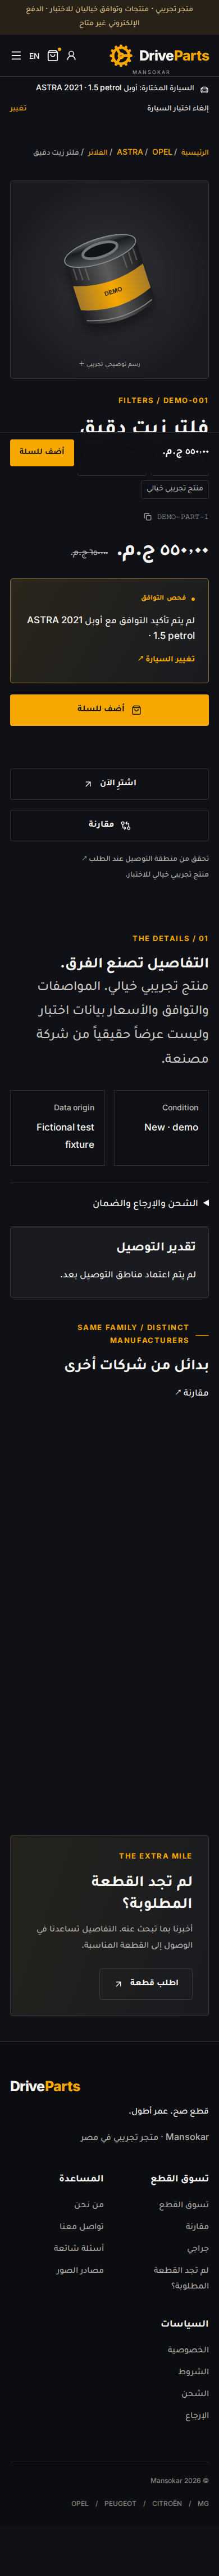 متجر تجريبي · منتجات وتوافق خياليان للاختبار · الدفع
الإلكتروني غير متاح
EN
DriveParts
MANSOKAR
السيارة المختارة: أوبل ASTRA 2021 · 1.5 petrol
إلغاء اختيار السيارة
تغيير
الرئيسية / OPEL / ASTRA / الفلاتر / فلتر زيت دقيق
DEMO
رسم توضيحي تجريبي +
FILTERS / DEMO-001
فلتر زيت دقيق
٥٥٠٫٠٠ ج.م.
أضف للسلة
منتج تجريبي خيالي
DEMO-PART-1
٥٥٠٫٠٠ ج.م.
٦٥٠٫٠٠ ج.م.
فحص التوافق
لم يتم تأكيد التوافق مع أوبل ASTRA 2021
· 1.5 petrol
تغيير السيارة ↗
أضف للسلة
اشترِ الآن
مقارنة
تحقق من منطقة التوصيل عند الطلب ↗
منتج تجريبي خيالي للاختبار.
THE DETAILS / 01
التفاصيل تصنع الفرق.
منتج تجريبي خيالي. المواصفات
والتوافق والأسعار بيانات اختبار
وليست عرضاً حقيقياً من شركة
مصنعة.
Condition
New · demo
Data origin
Fictional test
fixture
الشحن والإرجاع والضمان
تقدير التوصيل
لم يتم اعتماد مناطق التوصيل بعد.
SAME FAMILY / DISTINCT
MANUFACTURERS
بدائل من شركات أخرى
مقارنة ↗
THE EXTRA MILE
لم تجد القطعة
المطلوبة؟
أخبرنا بما تبحث عنه. التفاصيل تساعدنا في
الوصول إلى القطعة المناسبة.
اطلب قطعة
DriveParts
قطع صح. عمر أطول.
Mansokar · متجر تجريبي في مصر
تسوق القطع
تسوق القطع
مقارنة
جراجي
لم تجد القطعة
المطلوبة؟
المساعدة
من نحن
تواصل معنا
أسئلة شائعة
مصادر الصور
السياسات
الخصوصية
الشروط
الشحن
الإرجاع
© 2026 Mansokar
OPEL / PEUGEOT / CITROËN / MG